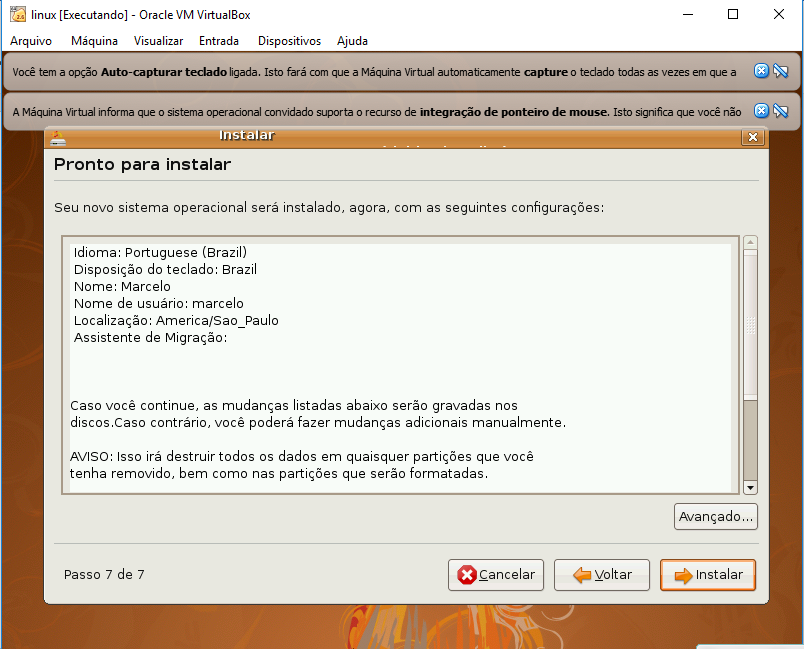 linux [Executando] - Oracle VM VirtualBox
Arquivo Máquina Visualizar Entrada Dispositivos Ajuda
Você tem a opção Auto-capturar teclado ligada. Isto fará com que a Máquina Virtual automaticamente capture o teclado todas as vezes em que a
A Máquina Virtual informa que o sistema operacional convidado suporta o recurso de integração de ponteiro de mouse. Isto significa que você não
Instalar
Pronto para instalar
Seu novo sistema operacional será instalado, agora, com as seguintes configurações:
Idioma: Portuguese (Brazil)
Disposição do teclado: Brazil
Nome: Marcelo
Nome de usuário: marcelo
Localização: America/Sao_Paulo
Assistente de Migração:
Caso você continue, as mudanças listadas abaixo serão gravadas nos
discos.Caso contrário, você poderá fazer mudanças adicionais manualmente.
AVISO: Isso irá destruir todos os dados em quaisquer partições que você
tenha removido, bem como nas partições que serão formatadas.
Avançado...
Passo 7 de 7
Cancelar
Voltar
Instalar